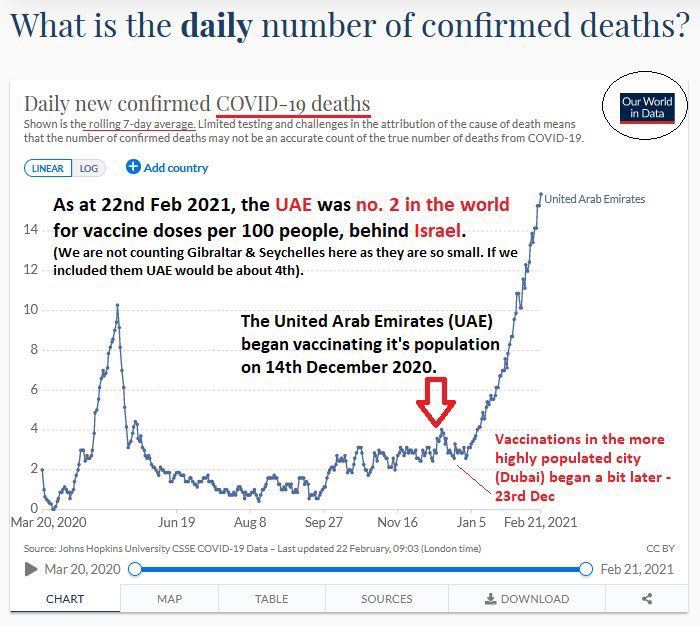 What is the daily number of confirmed deaths?
Daily new confirmed COVID-19 deaths
Our World
in Data
Shown is the rolling 7-day average. Limited testing and challenges in the attribution of the cause of death means
that the number of confirmed deaths may not be an accurate count of the true number of deaths from COVID-19.
LINEAR LOG Add country
As at 22nd Feb 2021, the UAE was no. 2 in the world
for vaccine doses per 100 people, behind Israel.
(We are not counting Gibraltar & Seychelles here as they are so small. If we
included them UAE would be about 4th).
United Arab Emirates
14
12
10
8
6
4
2
0
The United Arab Emirates (UAE)
began vaccinating it's population
on 14th December 2020.
Vaccinations in the more
highly populated city
(Dubai) began a bit later -
23rd Dec
Mar 20, 2020 Jun 19 Aug 8 Sep 27 Nov 16 Jan 5 Feb 21, 2021
Source: Johns Hopkins University CSSE COVID-19 Data – Last updated 22 February, 09:03 (London time) CC BY
Mar 20, 2020 Feb 21, 2021
CHART MAP TABLE SOURCES DOWNLOAD